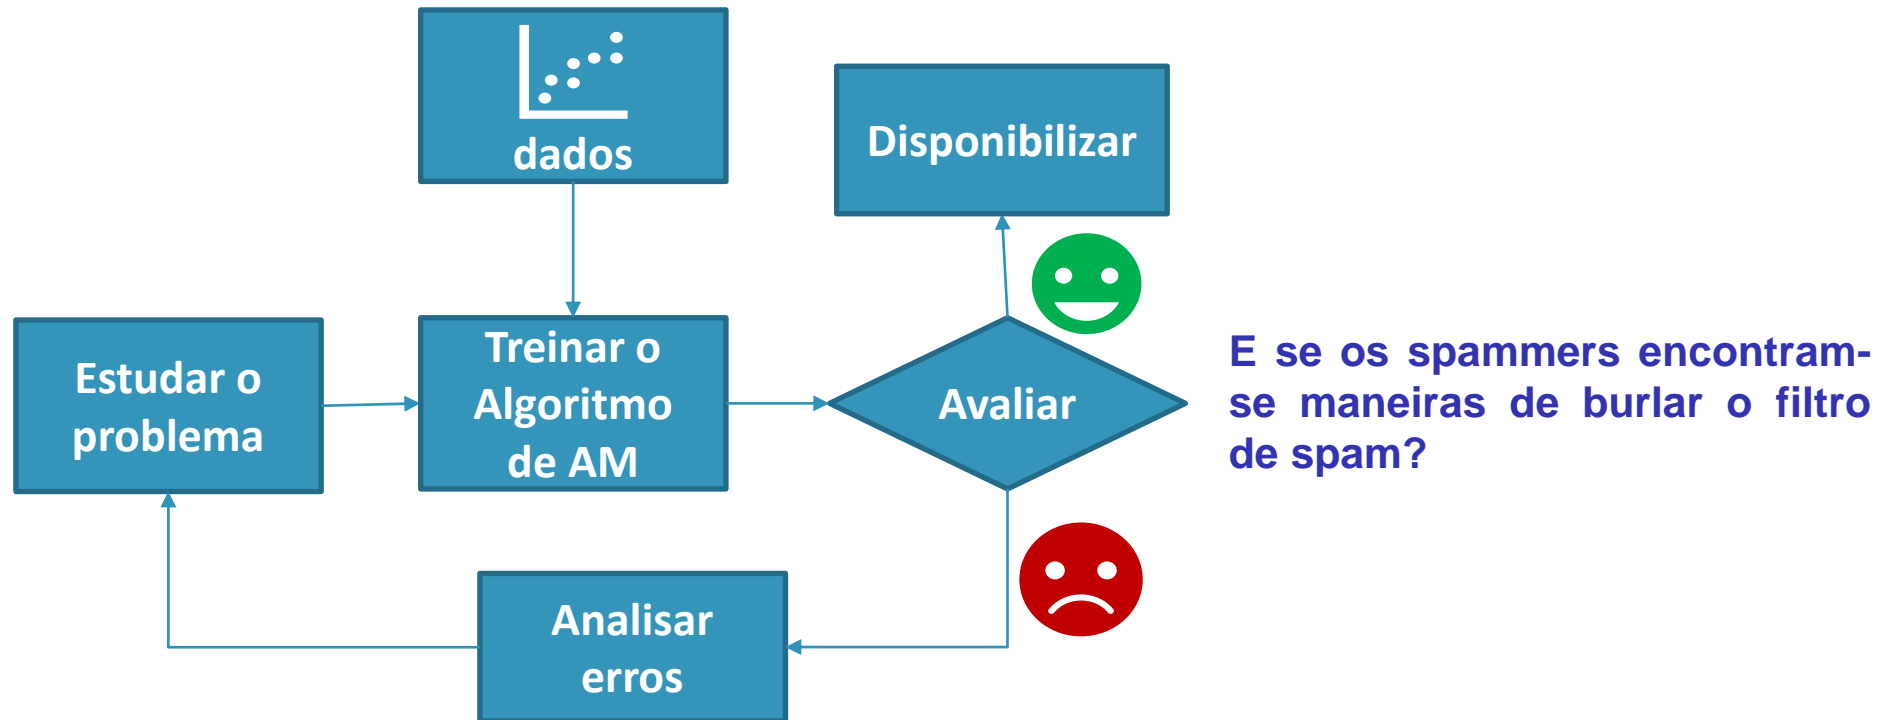 dados
Disponibilizar
Estudar o
problema
Treinar o
Algoritmo
de AM
Avaliar
E se os spammers encontram-
se maneiras de burlar o filtro
de spam?
Analisar
erros